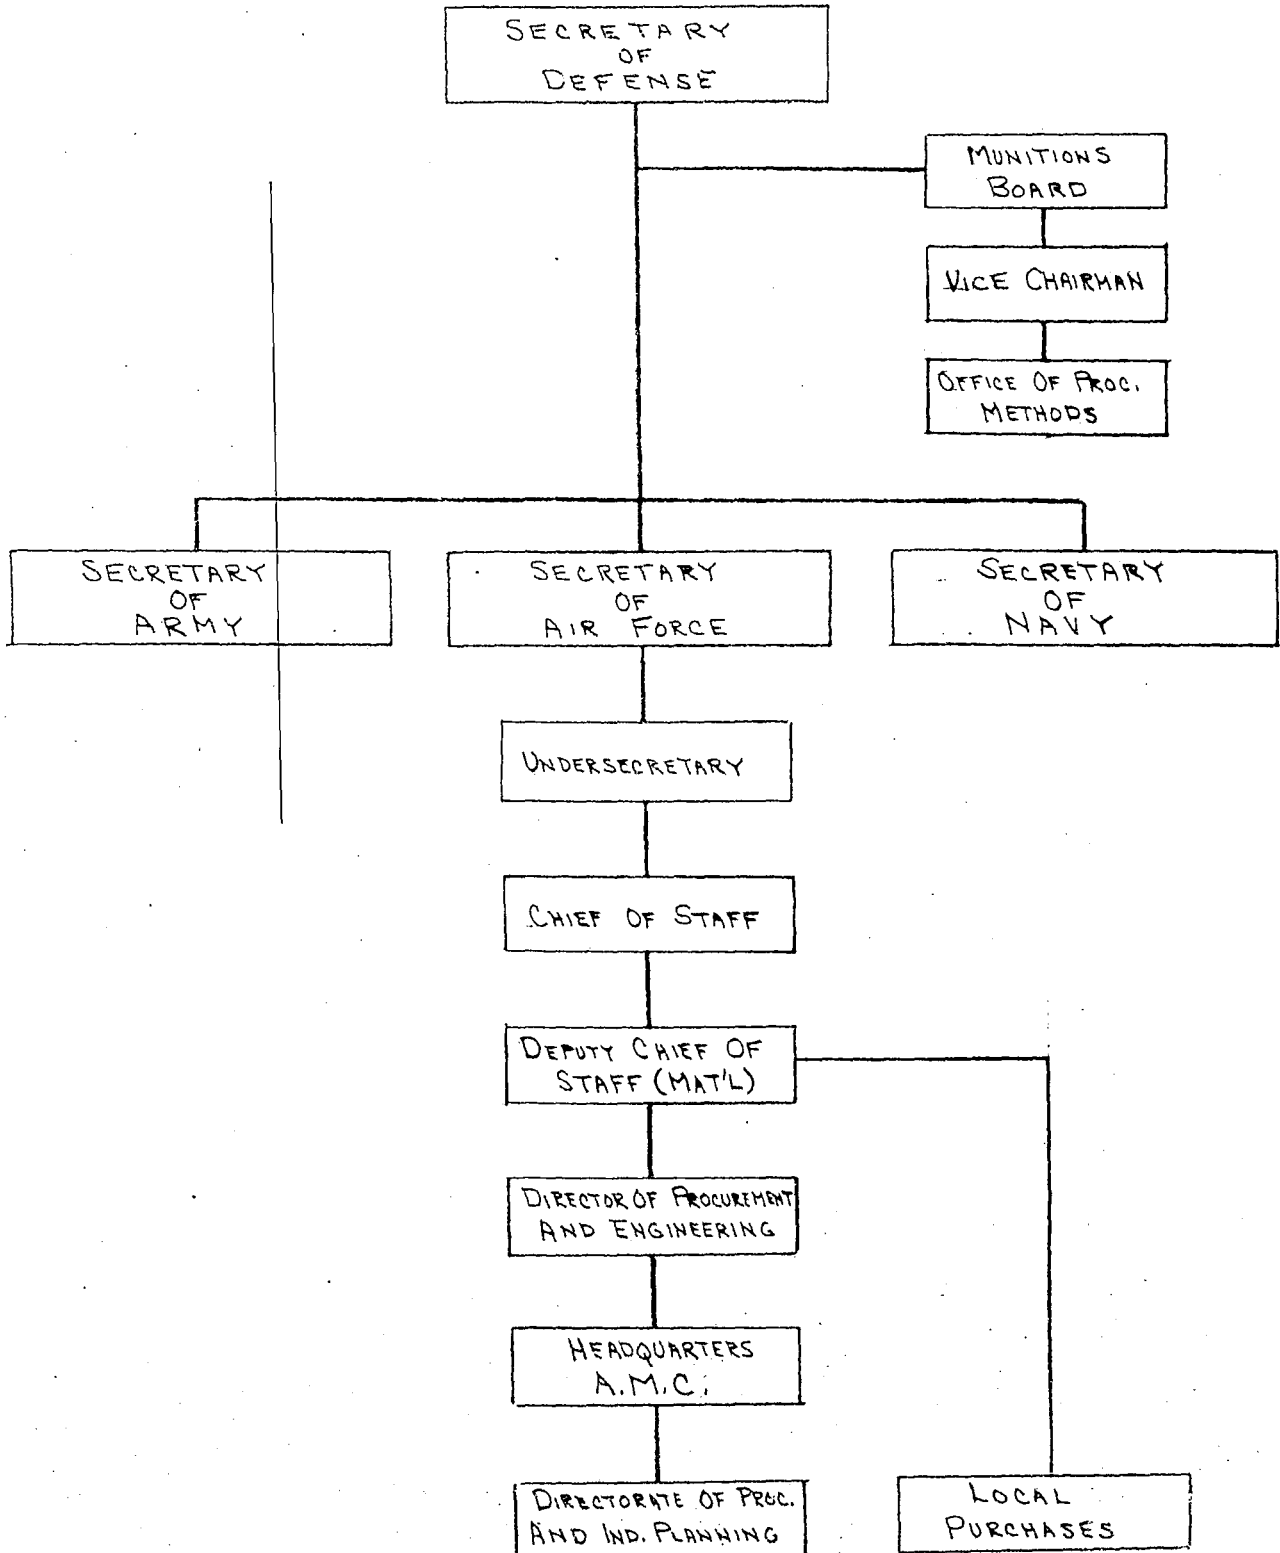 SECRETARY
OF
DEFENSE
MUNITIONS
BOARD
VICE CHAIRMAN
OFFICE OF PROC.
METHODS
SECRETARY
OF
ARMY
SECRETARY
OF
AIR FORCE
SECRETARY
OF
NAVY
UNDERSECRETARY
CHIEF OF STAFF
DEPUTY CHIEF OF
STAFF (MAT'L)
DIRECTOR OF PROCUREMENT
AND ENGINEERING
HEADQUARTERS
A.M.C.
DIRECTORATE OF PROC.
AND IND. PLANNING
LOCAL
PURCHASES